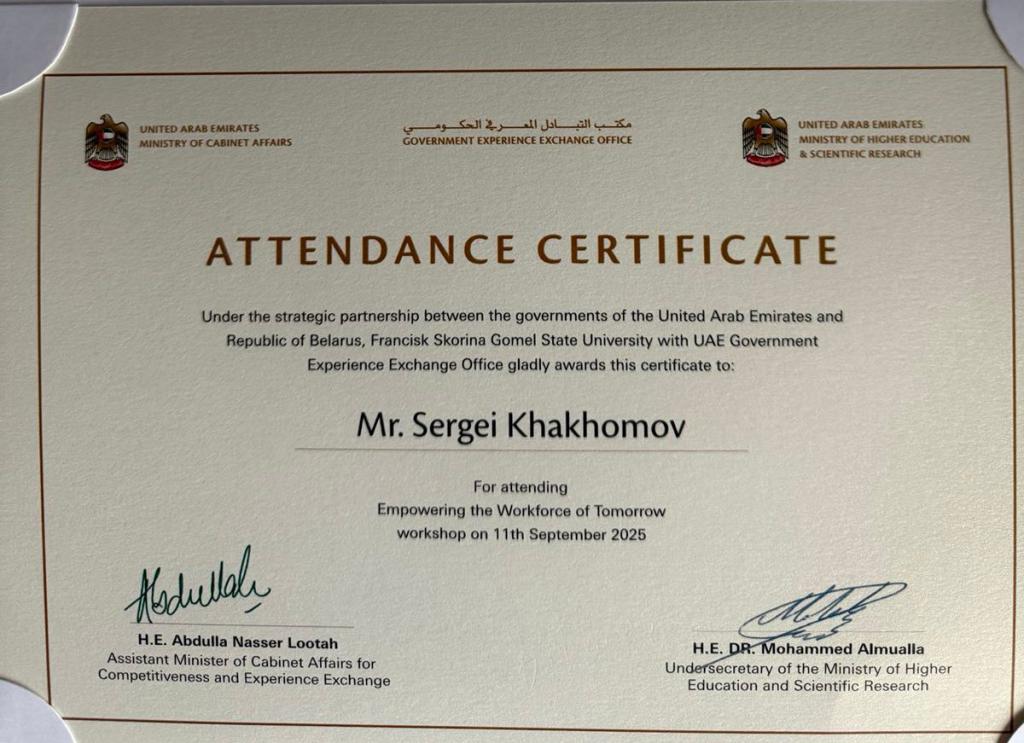 UNITED ARAB EMIRATES
MINISTRY OF CABINET AFFAIRS
مكتب التبادل المعرفي الحكومي
GOVERNMENT EXPERIENCE EXCHANGE OFFICE
UNITED ARAB EMIRATES
MINISTRY OF HIGHER EDUCATION
& SCIENTIFIC RESEARCH
ATTENDANCE CERTIFICATE
Under the strategic partnership between the governments of the United Arab Emirates and
Republic of Belarus, Francisk Skorina Gomel State University with UAE Government
Experience Exchange Office gladly awards this certificate to:
Mr. Sergei Khakhomov
For attending
Empowering the Workforce of Tomorrow
workshop on 11th September 2025
Abdullah
H.E. Abdulla Nasser Lootah
Assistant Minister of Cabinet Affairs for
Competitiveness and Experience Exchange
H.E. DR. Mohammed Almualla
Undersecretary of the Ministry of Higher
Education and Scientific Research